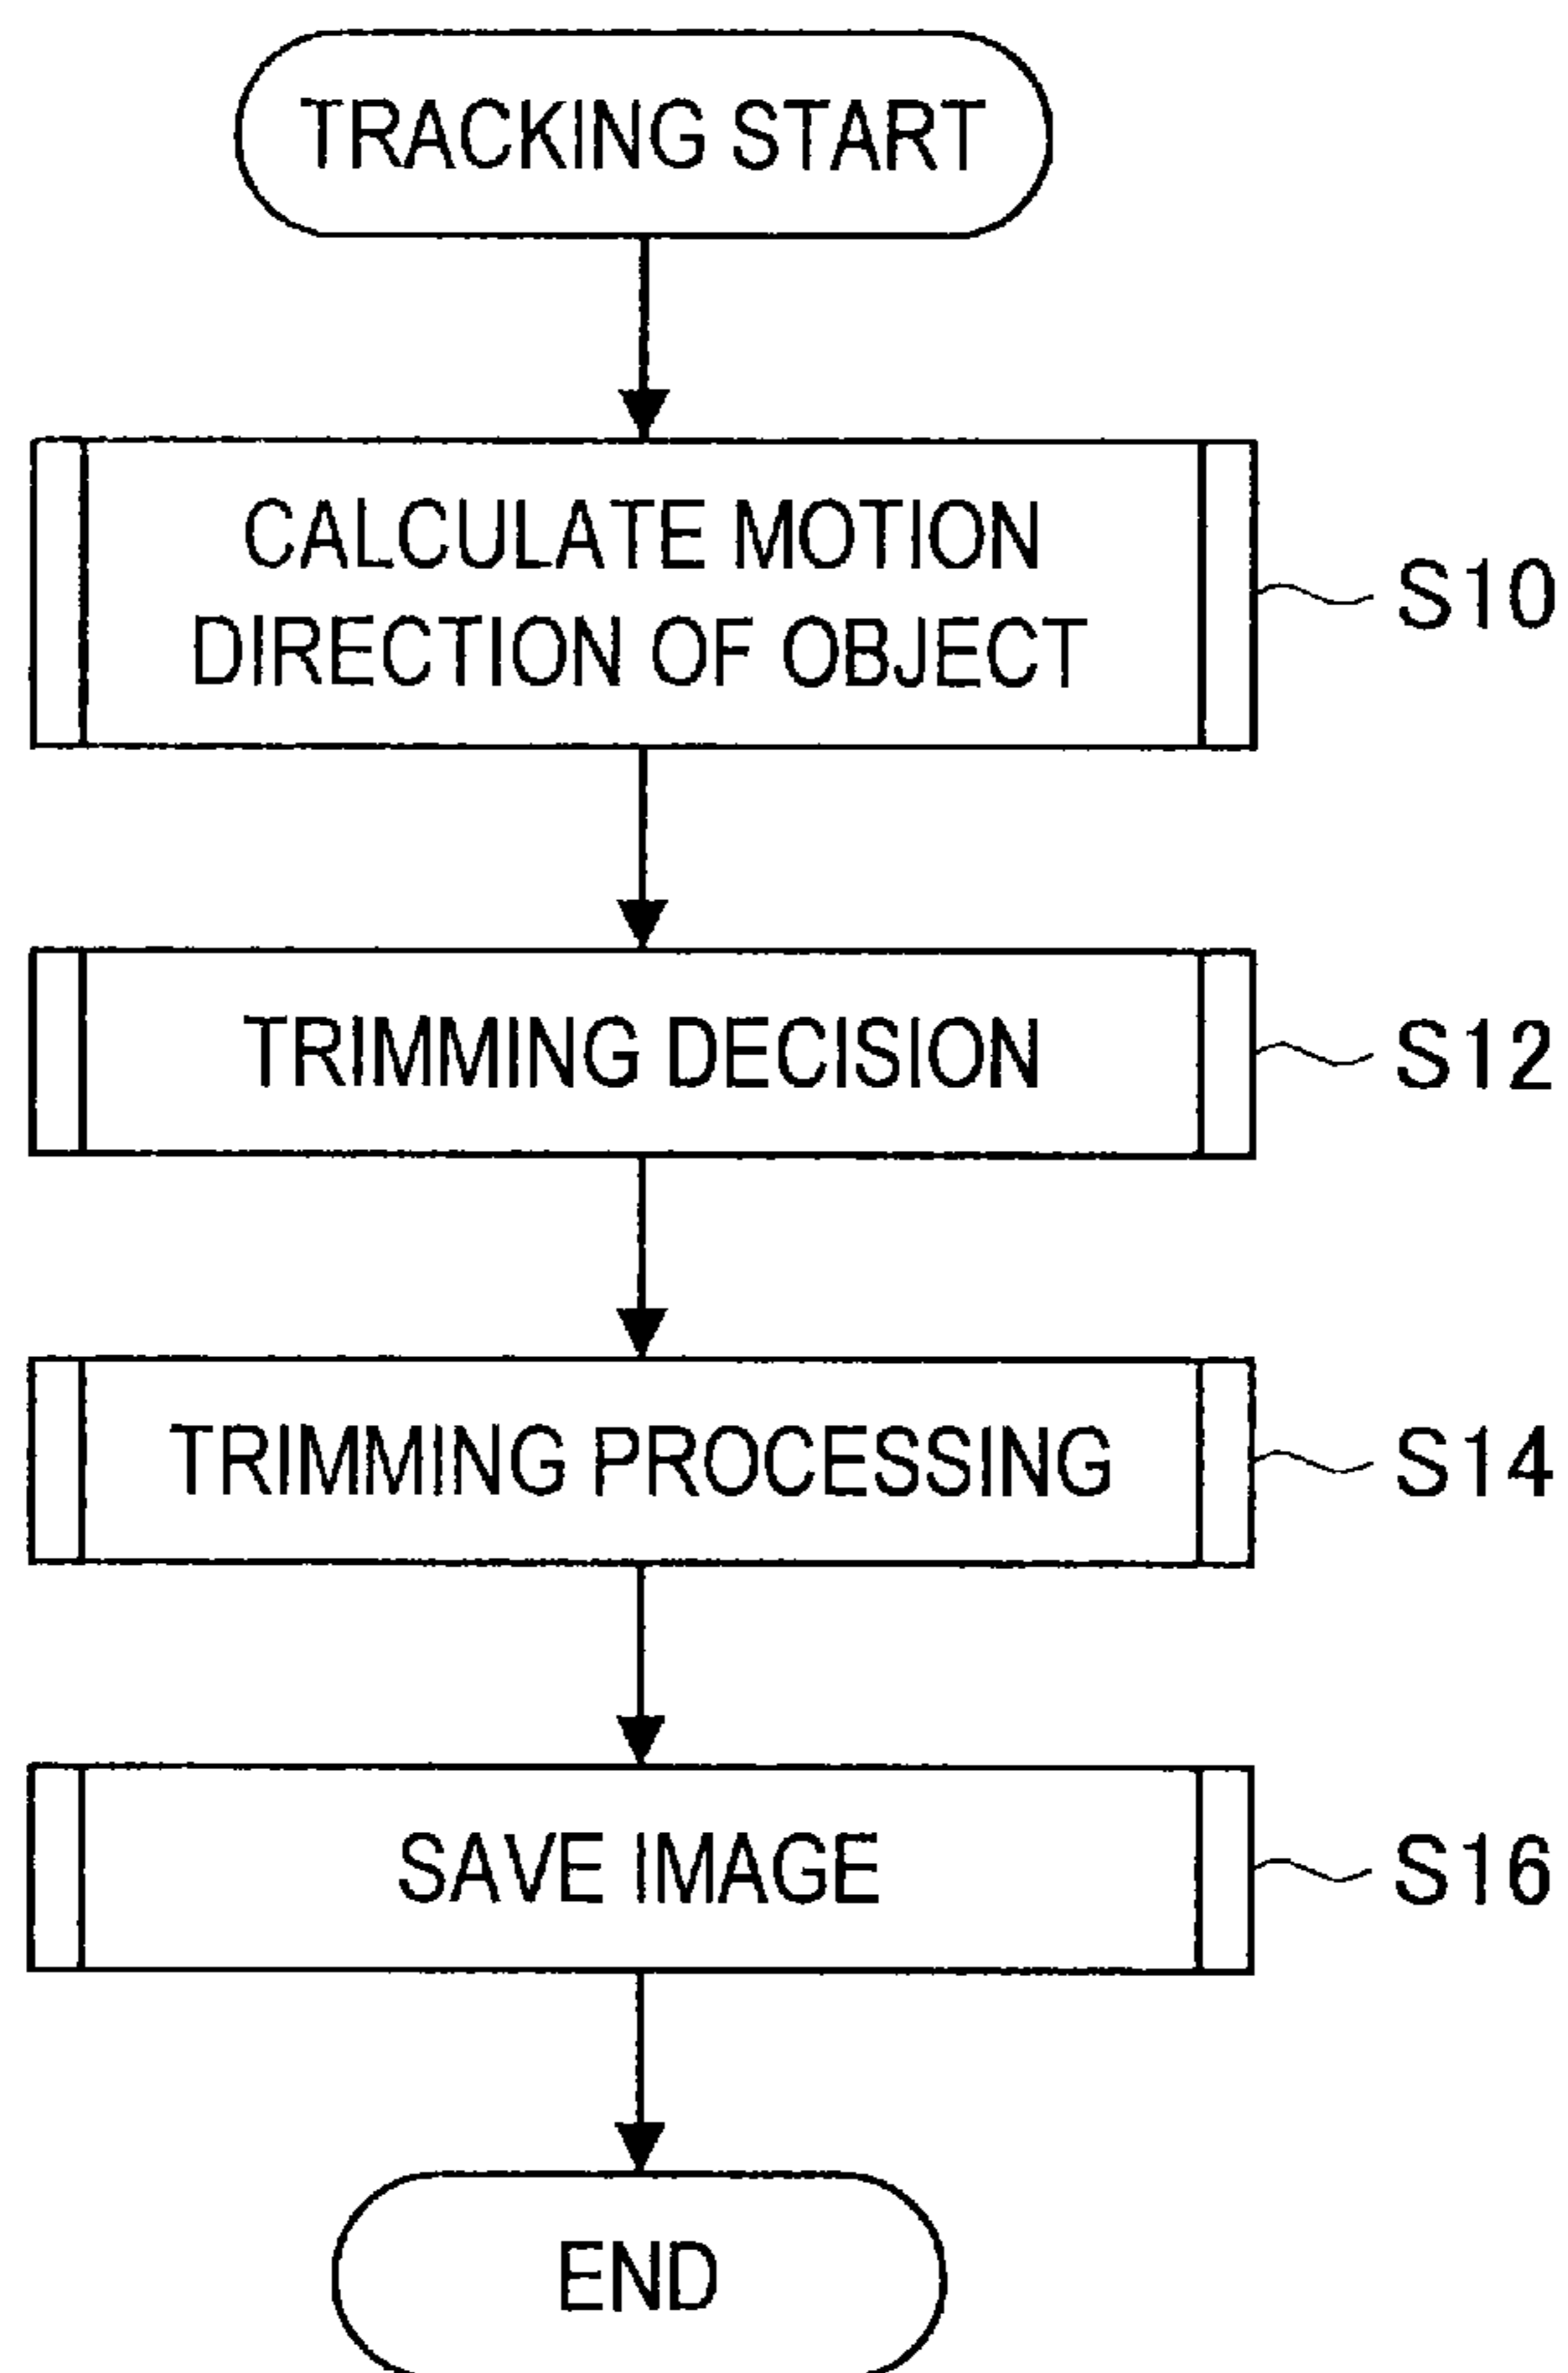 TRACKING START
CALCULATE MOTION
DIRECTION OF OBJECT
S10
TRIMMING DECISION
S12
TRIMMING PROCESSING
S14
SAVE IMAGE
S16
END